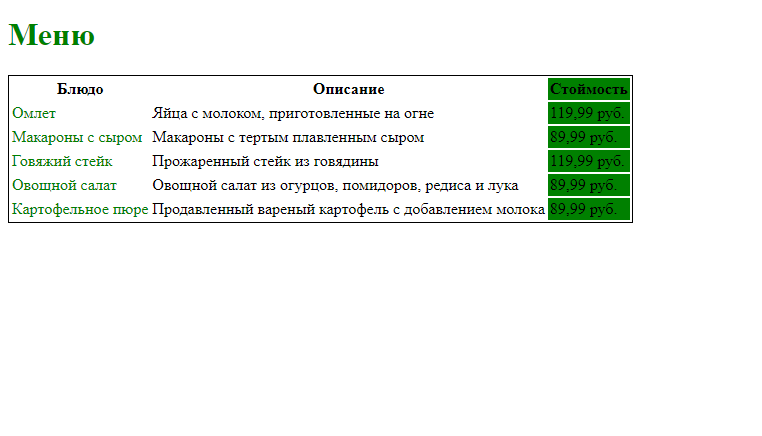 Меню
Блюдо Описание Стоймость
Омлет Яйца с молоком, приготовленные на огне 119,99 руб.
Макароны с сыром Макароны с тертым плавленным сыром 89,99 руб.
Говяжий стейк Прожаренный стейк из говядины 119,99 руб.
Овощной салат Овощной салат из огурцов, помидоров, редиса и лука 89,99 руб.
Картофельное пюре Продавленный вареный картофель с добавлением молока 89,99 руб.